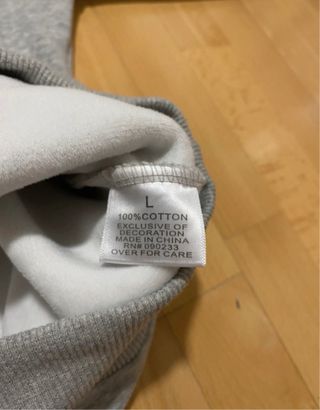 L
100%COTTON
EXCLUSIVE OF
DECORATION
MADE IN CHINA
RN# 090233
OVER FOR CARE